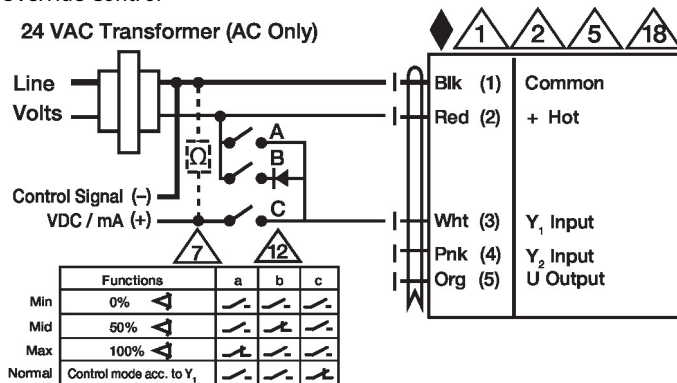 Override Control
24 VAC Transformer (AC Only)
1 2 5 18
Line
Volts
Blk (1) Common
Red (2) + Hot
A
B
C
Ω
Control Signal (−)
VDC / mA (+)
Wht (3) Y1 Input
Pnk (4) Y2 Input
Org (5) U Output
7 12
Functions a b c
Min 0%
Mid 50%
Max 100%
Normal Control mode acc. to Y1